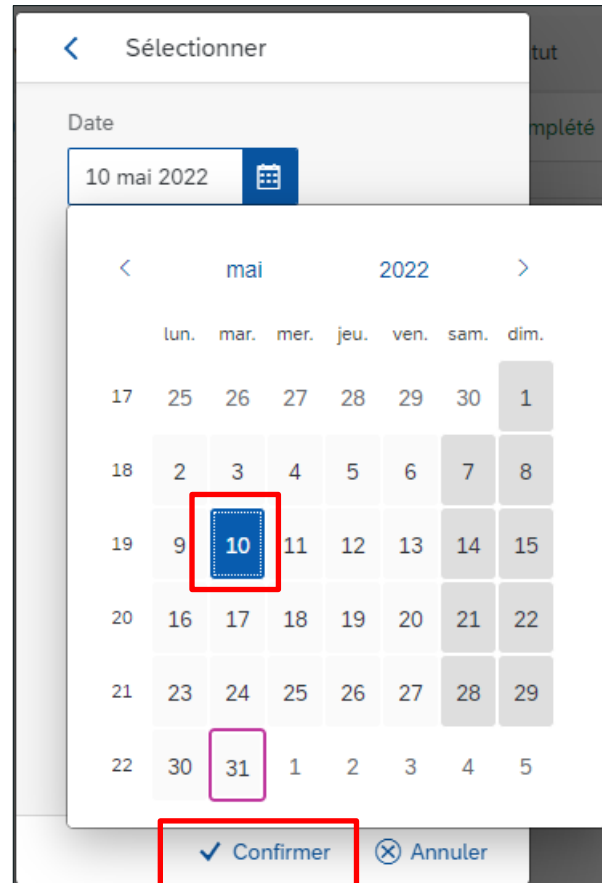 Sélectionner
tut
Date
mplété
10 mai 2022
mai 2022
lun. mar. mer. jeu. ven. sam. dim.
17 25 26 27 28 29 30 1
18 2 3 4 5 6 7 8
19 9 10 11 12 13 14 15
20 16 17 18 19 20 21 22
21 23 24 25 26 27 28 29
22 30 31 1 2 3 4 5
Confirmer Annuler